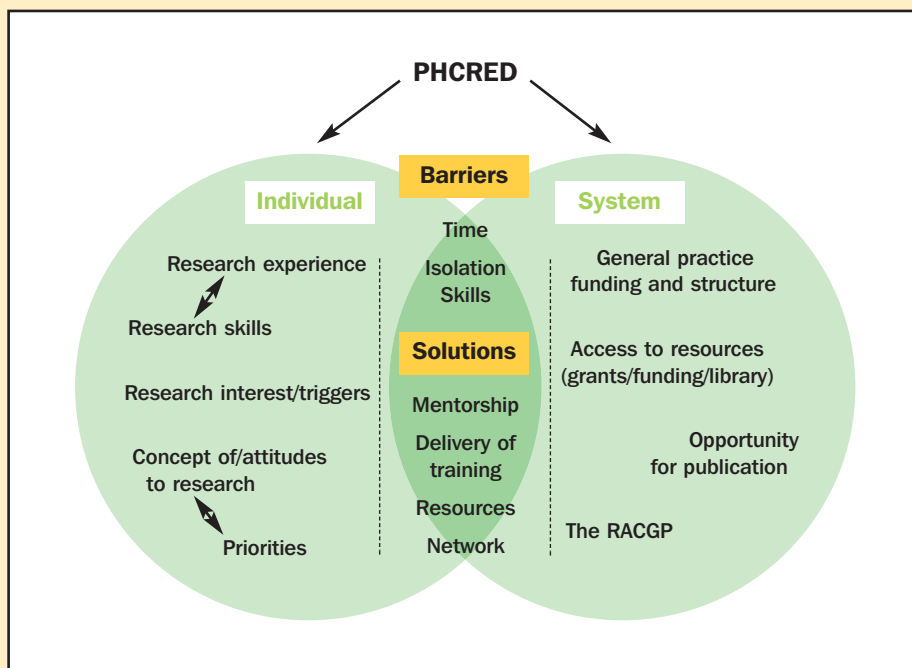 PHCRED
Barriers
Individual
System
Time
Isolation
Skills
Solutions
Mentorship
Delivery of
training
Resources
Network
Research experience
Research skills
Research interest/triggers
Concept of/attitudes
to research
Priorities
General practice
funding and structure
Access to resources
(grants/funding/library)
Opportunity
for publication
The RACGP